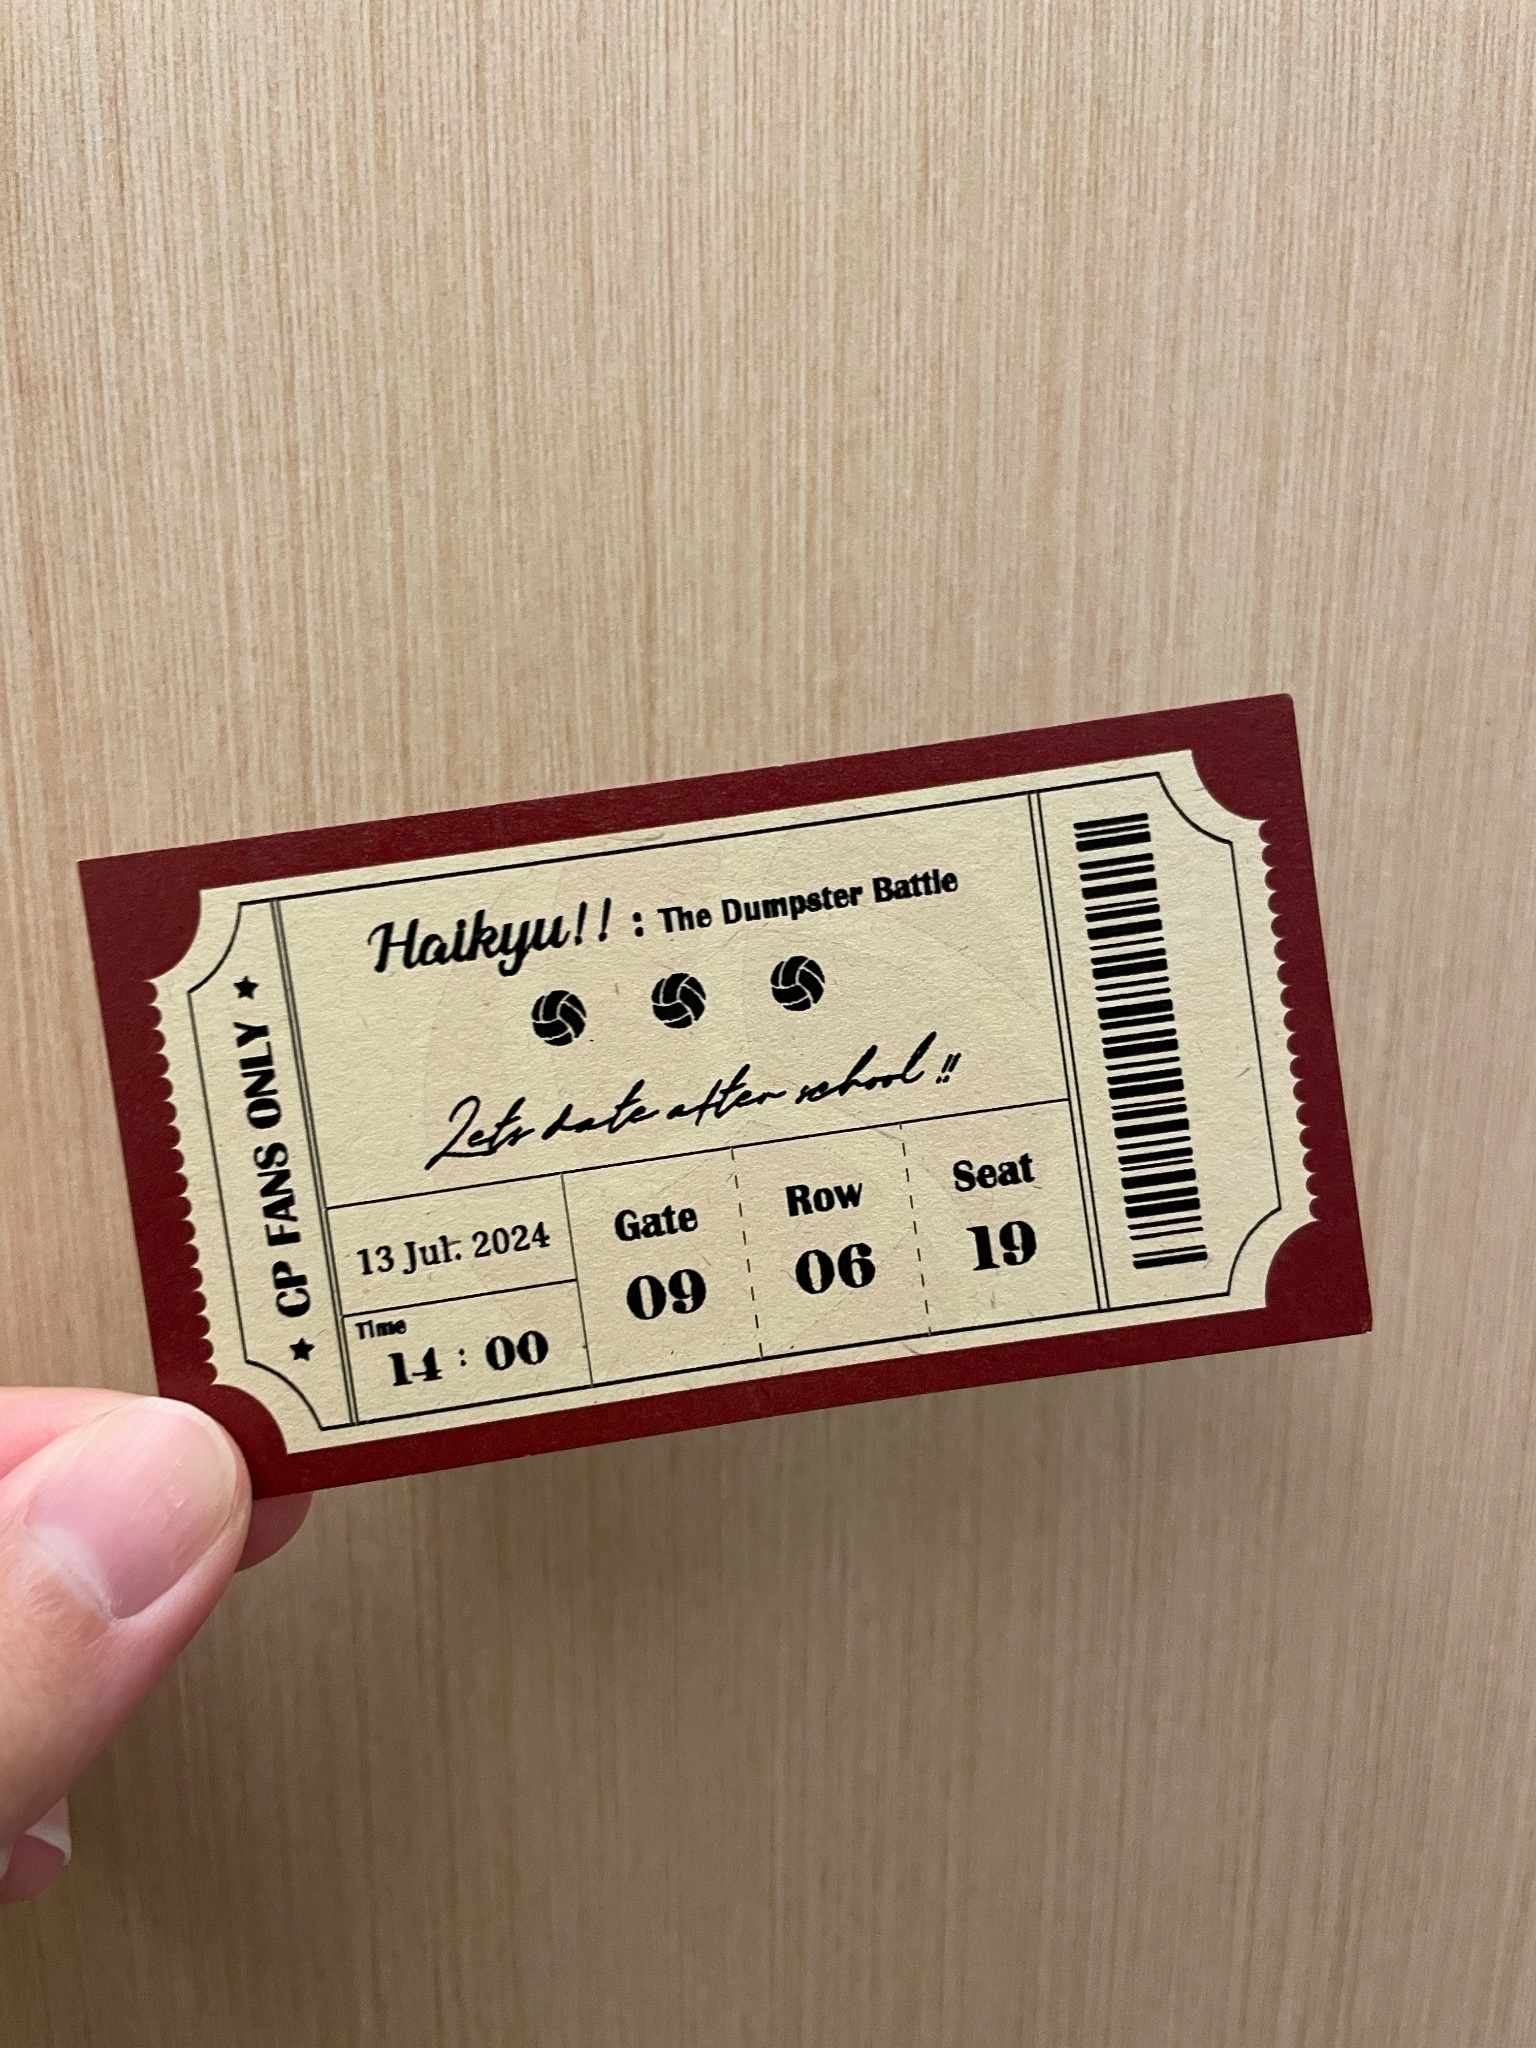 ★ CP FANS ONLY ★
Haikyu!! : The Dumpster Battle
Lets date after school !!
13 Jul. 2024
Time
14 : 00
Gate
09
Row
06
Seat
19